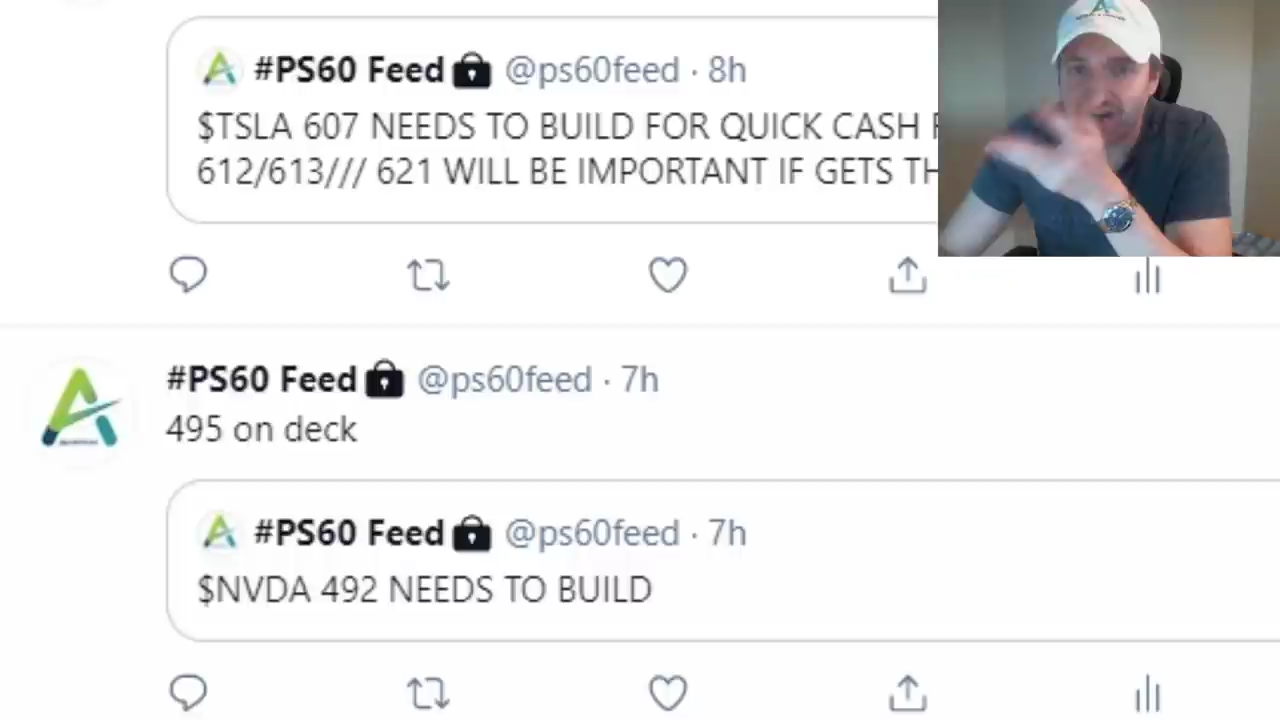 #PS60 Feed @ps60feed · 8h
$TSLA 607 NEEDS TO BUILD FOR QUICK CASH
612/613/// 621 WILL BE IMPORTANT IF GETS
#PS60 Feed @ps60feed · 7h
495 on deck
#PS60 Feed @ps60feed · 7h
$NVDA 492 NEEDS TO BUILD